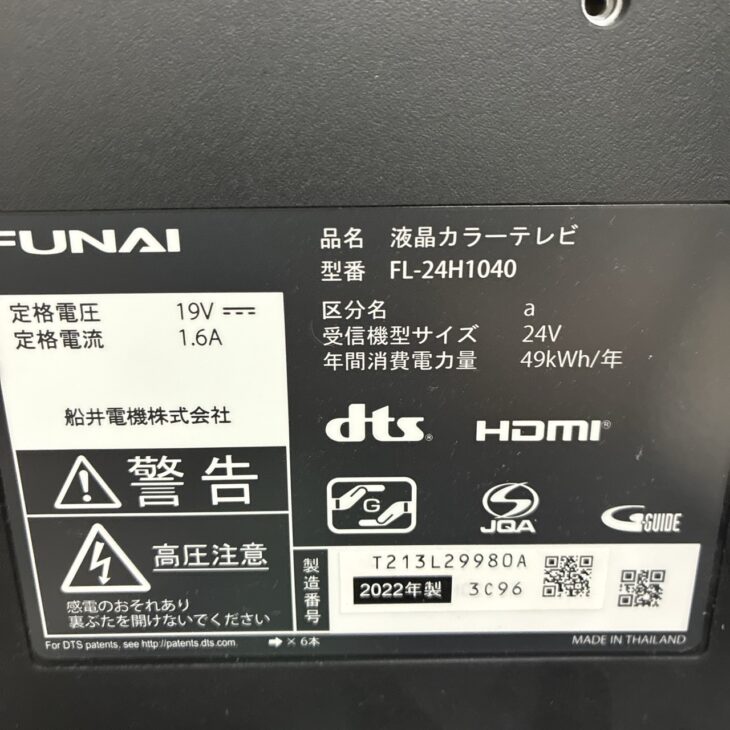 FUNAI
品名 液晶カラーテレビ
型番 FL-24H1040
定格電圧 19V
定格電流 1.6A
区分名 a
受信機型サイズ 24V
年間消費電力量 49kWh/年
船井電機株式会社
dts®
HDMI®
警告
高圧注意
感電のおそれあり
裏ぶたを開けないでください
G
JQA
G-GUIDE
製造番号
T213L29980A
2022年製 3C96
For DTS patents, see http://patents.dts.com
➡ × 6本
MADE IN THAILAND